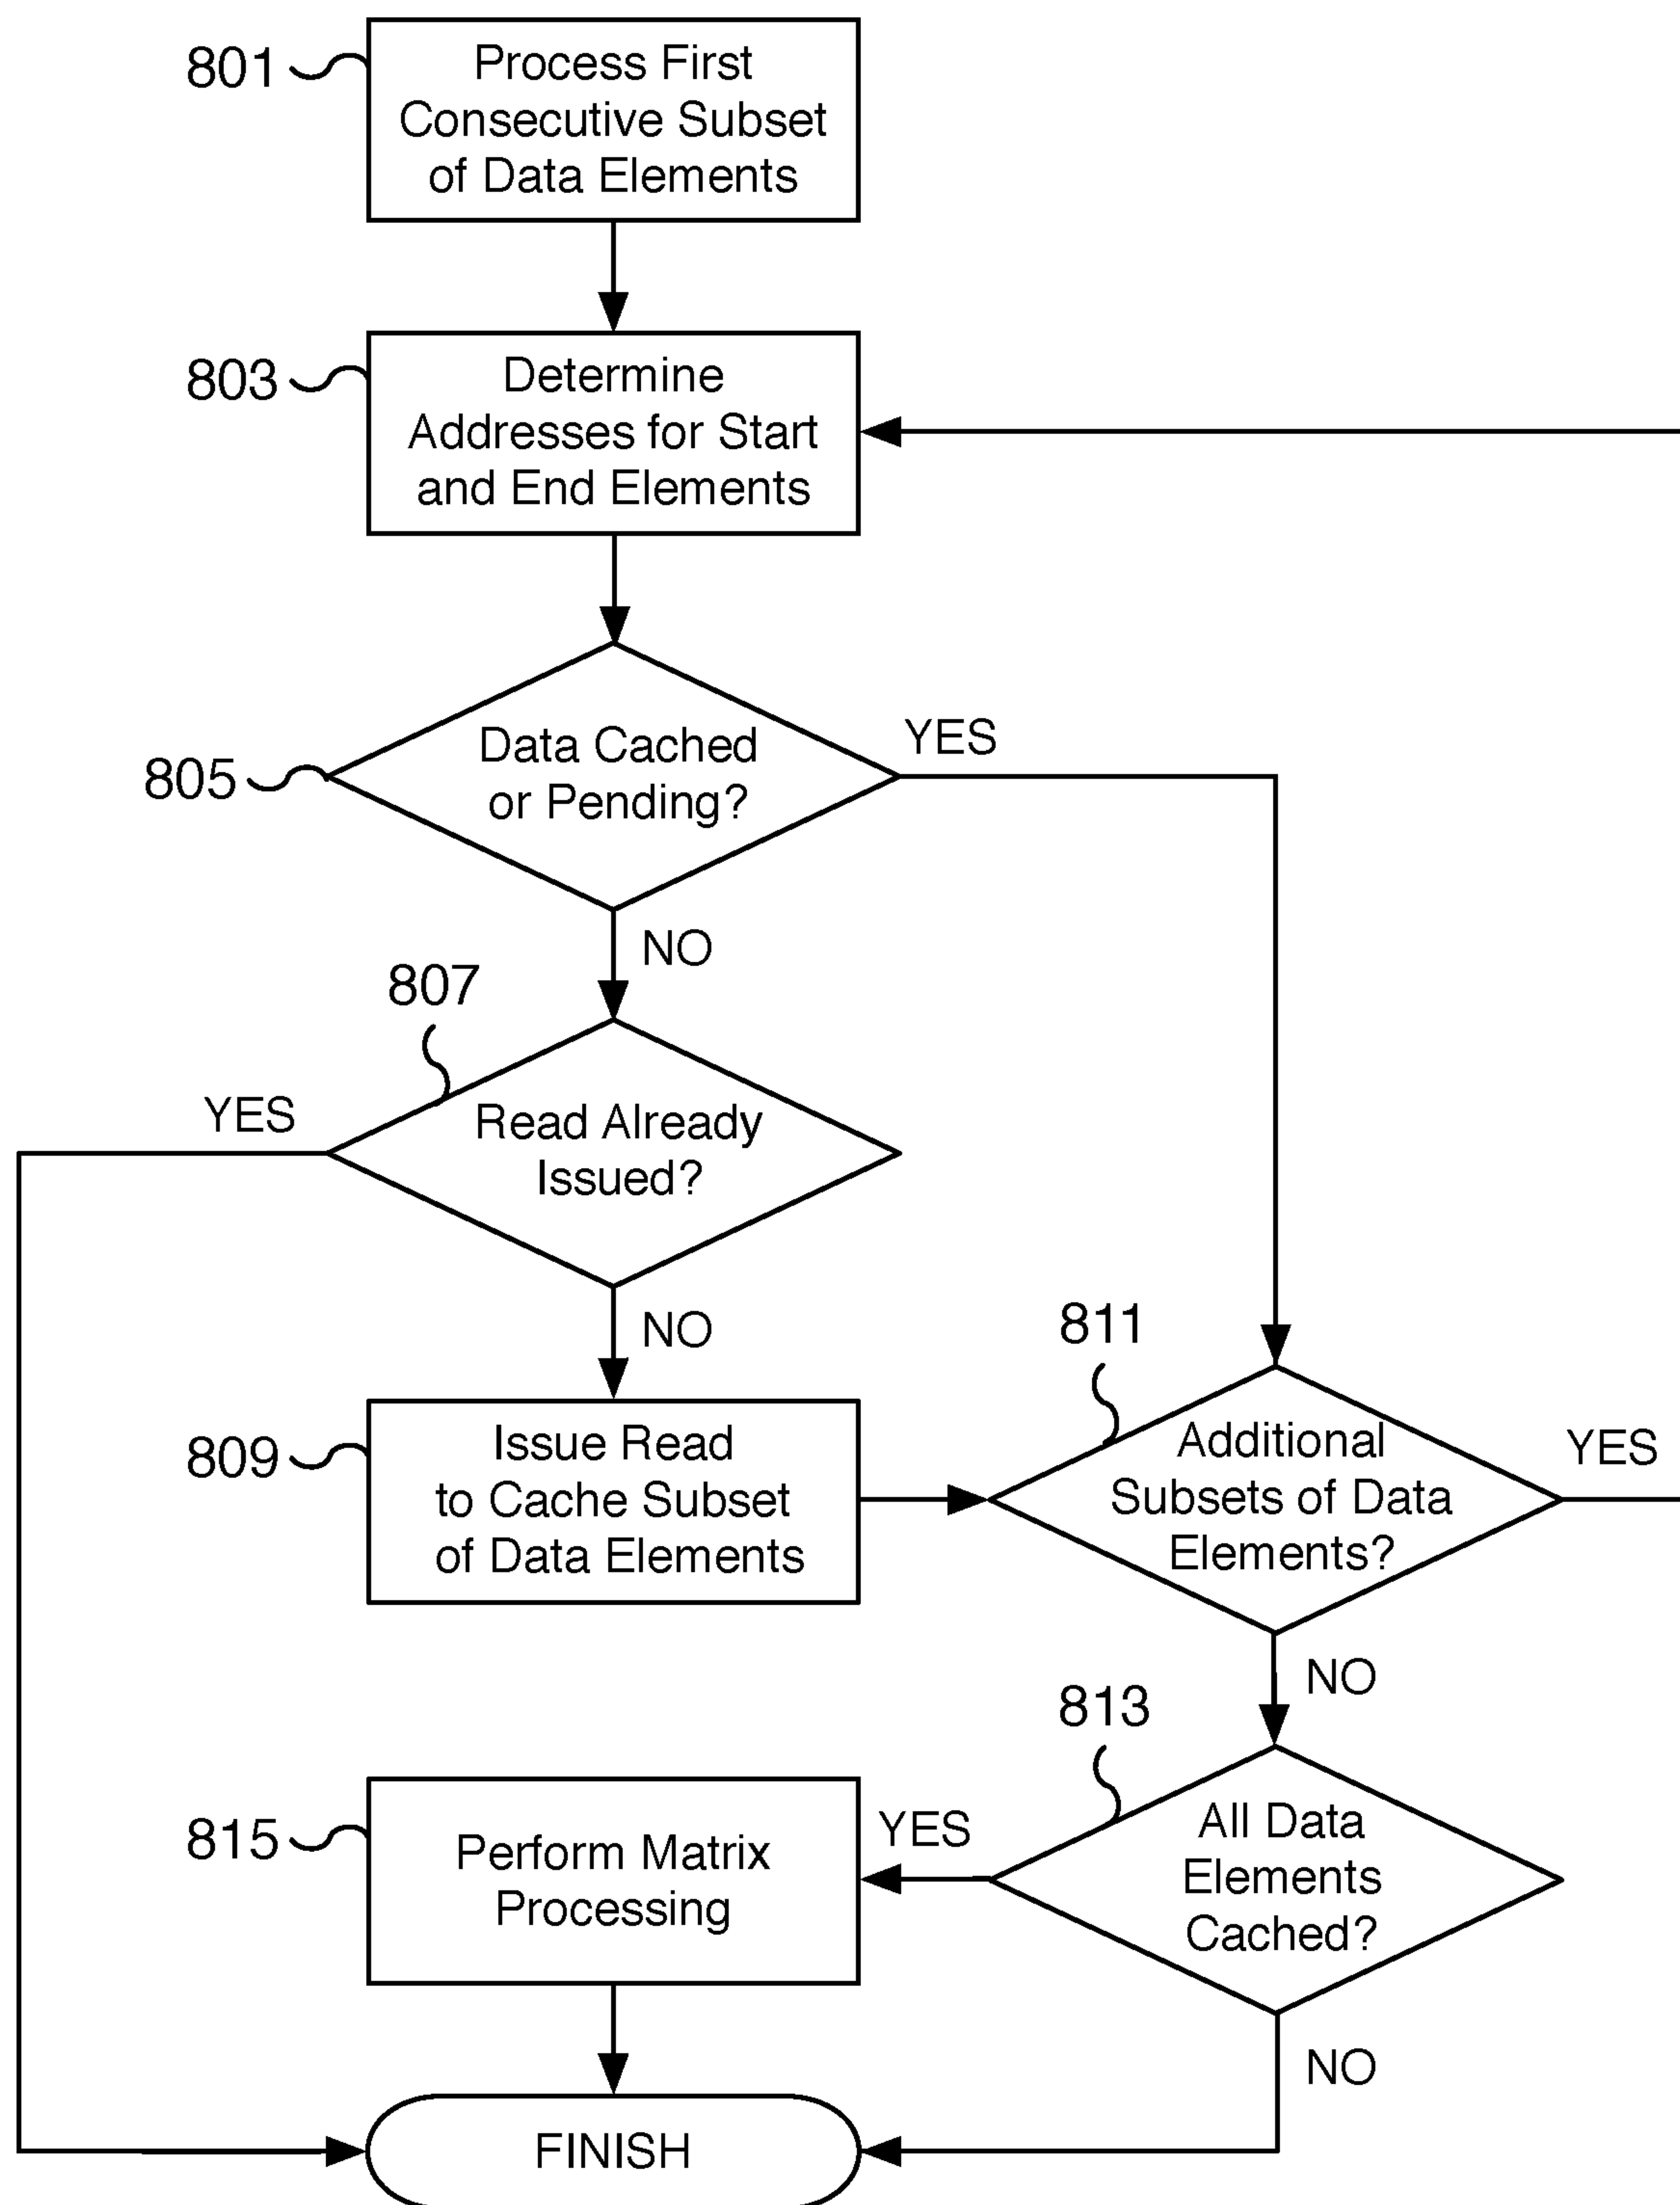 801
Process First
Consecutive Subset
of Data Elements
803
Determine
Addresses for Start
and End Elements
805
Data Cached
or Pending?
YES
NO
807
Read Already
Issued?
YES
NO
809
Issue Read
to Cache Subset
of Data Elements
811
Additional
Subsets of Data
Elements?
YES
NO
813
All Data
Elements
Cached?
YES
NO
815
Perform Matrix
Processing
FINISH